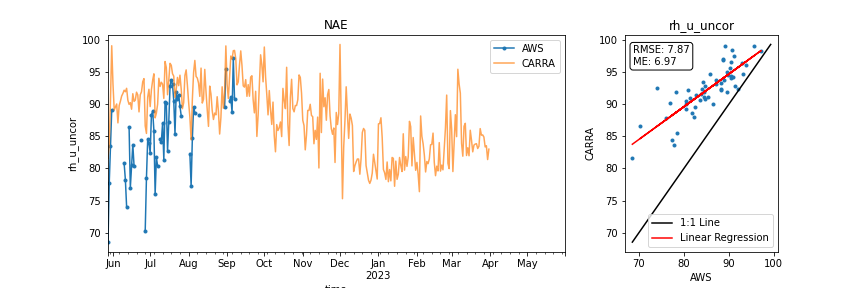 NAE
rh_u_uncor
100
95
90
85
80
75
70
rh_u_uncor
AWS
CARRA
Jun Jul Aug Sep Oct Nov Dec Jan Feb Mar Apr May
2023
time
rh_u_uncor
RMSE: 7.87
ME: 6.97
100
95
90
85
80
75
70
CARRA
1:1 Line
Linear Regression
70 80 90 100
AWS